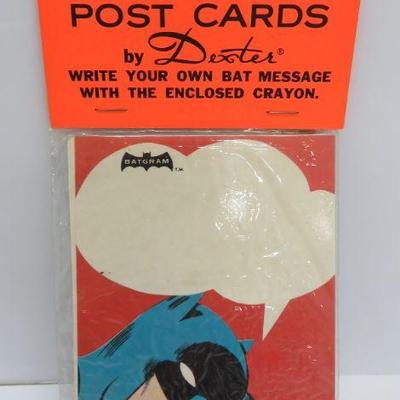 POST CARDS
by Dexter®
WRITE YOUR OWN BAT MESSAGE
WITH THE ENCLOSED CRAYON.
BATGRAM
T.M.